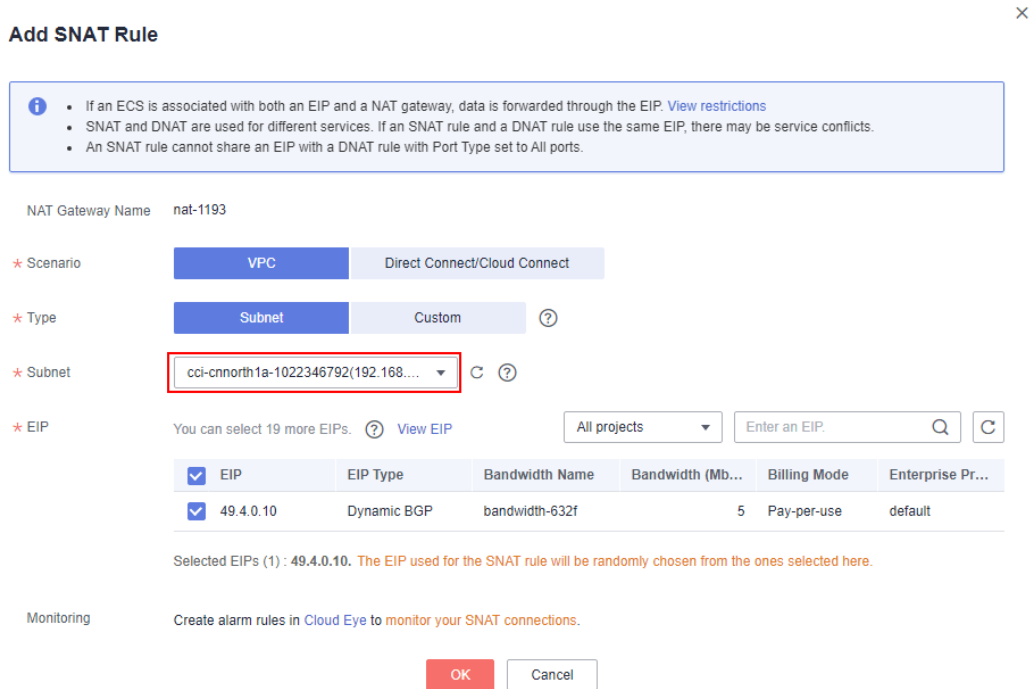 Add SNAT Rule
If an ECS is associated with both an EIP and a NAT gateway, data is forwarded through the EIP. View restrictions
SNAT and DNAT are used for different services. If an SNAT rule and a DNAT rule use the same EIP, there may be service conflicts.
An SNAT rule cannot share an EIP with a DNAT rule with Port Type set to All ports.
NAT Gateway Name nat-1193
* Scenario VPC Direct Connect/Cloud Connect
* Type Subnet Custom
* Subnet cci-cnnorth1a-1022346792(192.168....
* EIP You can select 19 more EIPs. View EIP All projects Enter an EIP.
EIP EIP Type Bandwidth Name Bandwidth (Mb... Billing Mode Enterprise Pr...
49.4.0.10 Dynamic BGP bandwidth-632f 5 Pay-per-use default
Selected EIPs (1) : 49.4.0.10. The EIP used for the SNAT rule will be randomly chosen from the ones selected here.
Monitoring Create alarm rules in Cloud Eye to monitor your SNAT connections.
OK Cancel